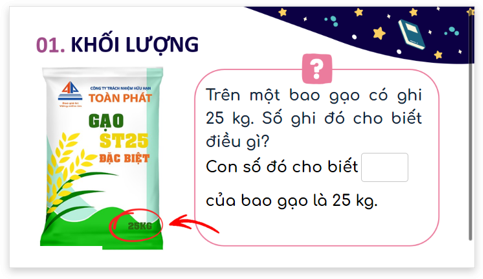 01. KHỐI LƯỢNG
CÔNG TY TRÁCH NHIỆM HỮU HẠN
TOÀN PHÁT
GẠO
ST25
ĐẶC BIỆT
25KG
?
Trên một bao gạo có ghi
25 kg. Số ghi đó cho biết
điều gì?
Con số đó cho biết
của bao gạo là 25 kg.